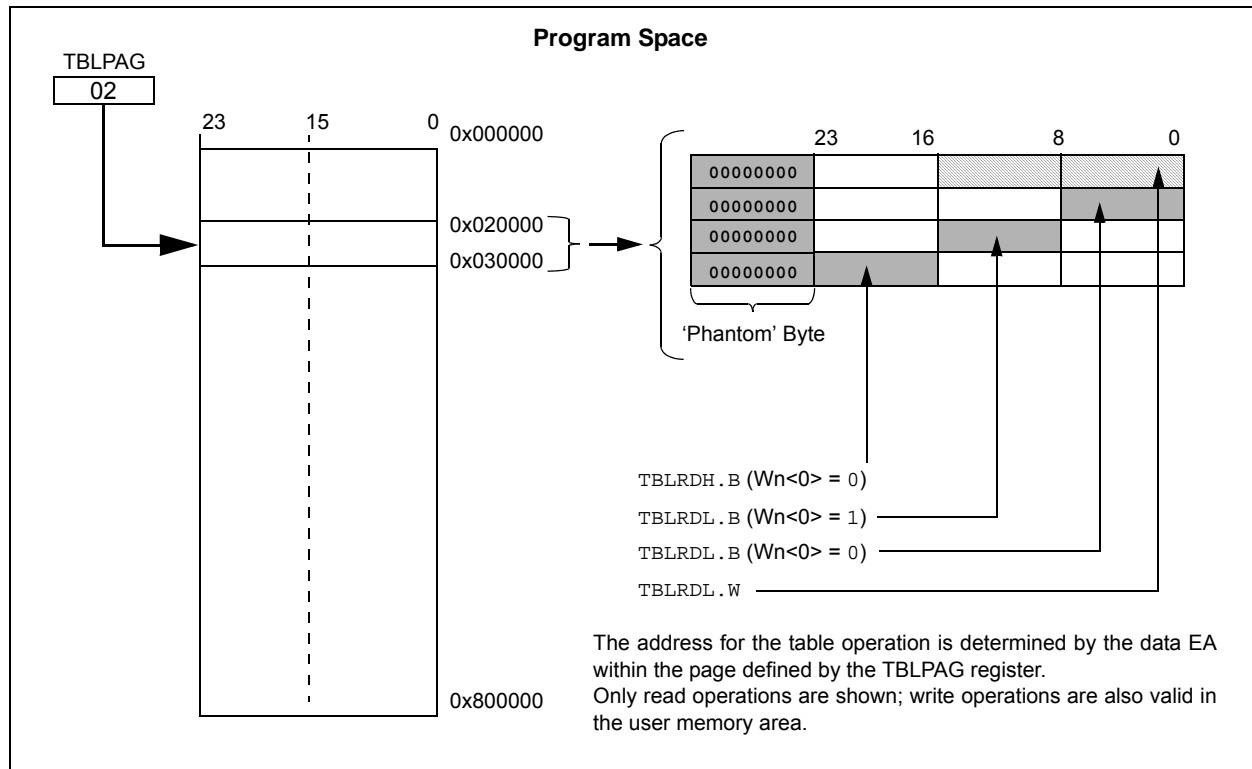 Program Space
TBLPAG
02
23 15 0
0x000000
0x020000
0x030000
0x800000
23 16 8 0
00000000
00000000
00000000
00000000
‘Phantom’ Byte
TBLRDH.B (Wn<0> = 0)
TBLRDL.B (Wn<0> = 1)
TBLRDL.B (Wn<0> = 0)
TBLRDL.W
The address for the table operation is determined by the data EA
within the page defined by the TBLPAG register.
Only read operations are shown; write operations are also valid in
the user memory area.